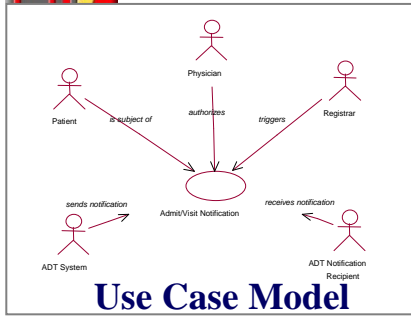 Physician
Patient
is subject of
authorizes
triggers
Registrar
sends notification
Admit/Visit Notification
receives notification
ADT System
ADT Notification
Recipient
Use Case Model